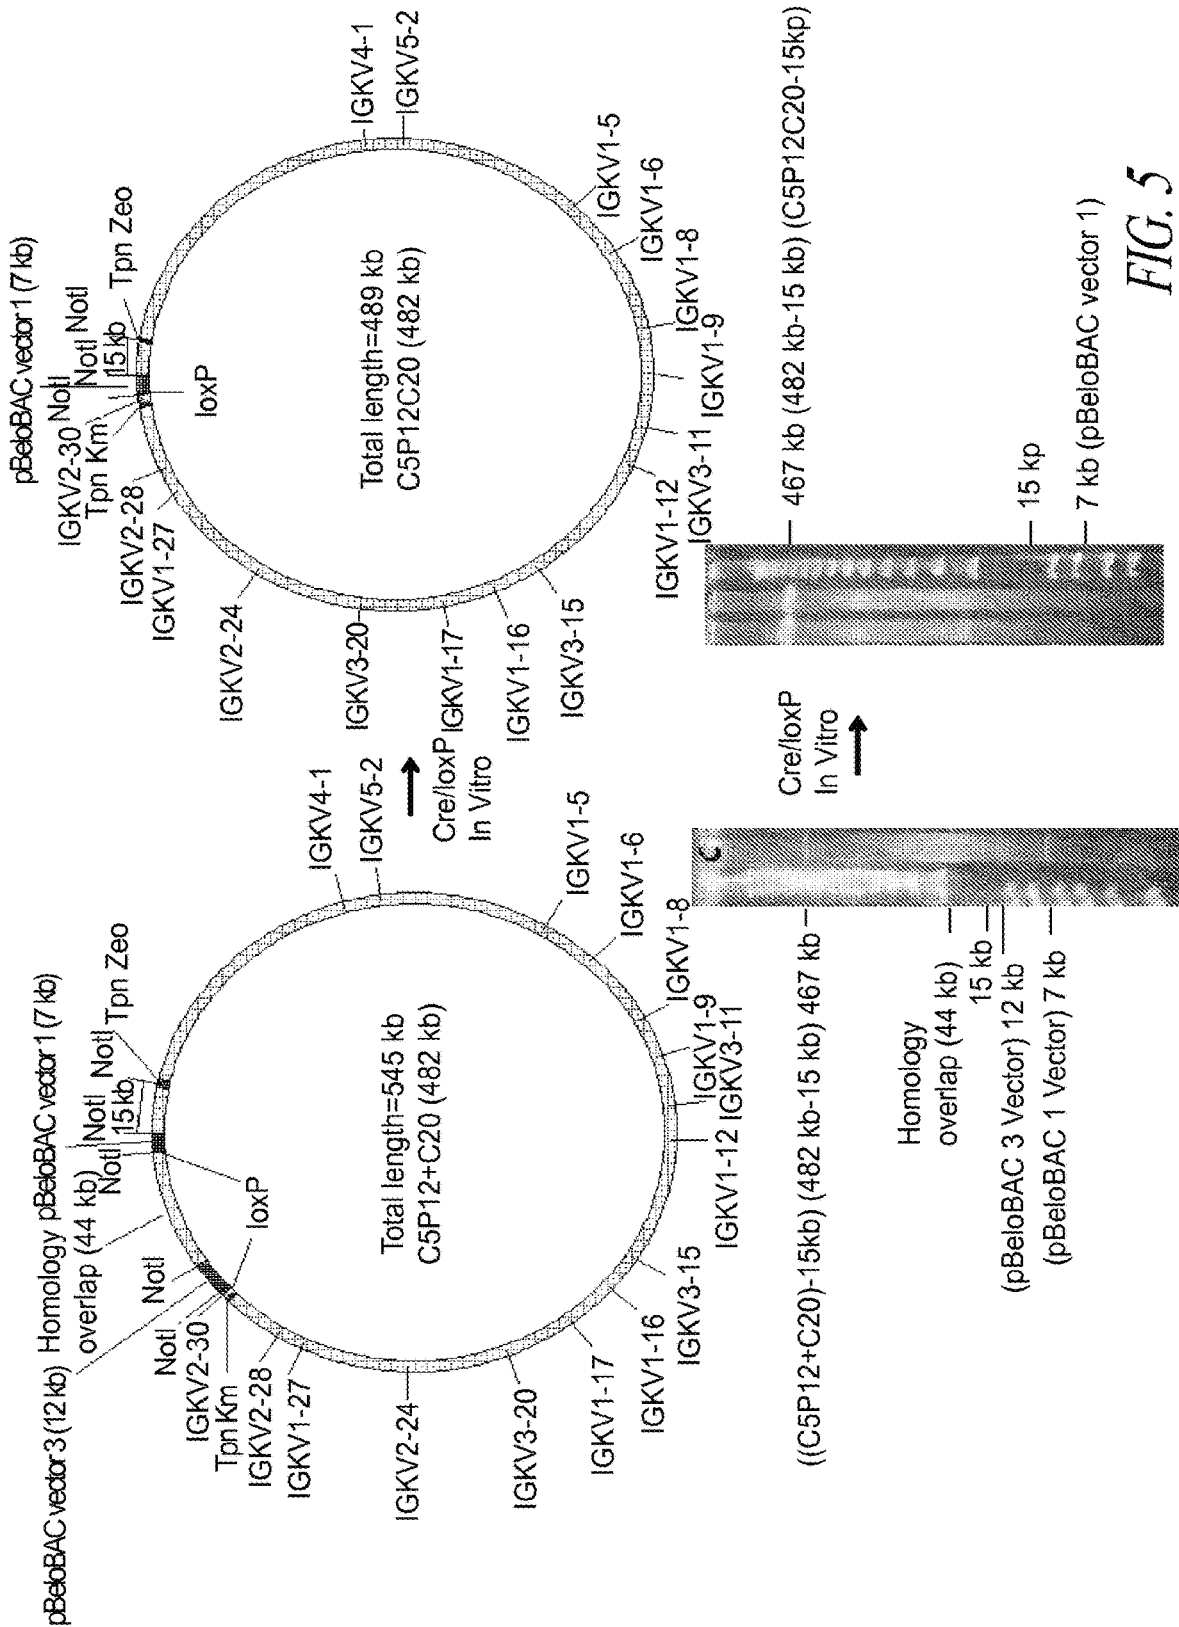 pBeloBAC vector 3 (12 kb)
Homology
overlap (44 kb)
pBeloBAC vector 1 (7 kb)
NotI
NotI
15 kb
NotI
Tpn Zeo
NotI
NotI
IGKV2-30
Tpn Km
IGKV2-28
IGKV1-27
loxP
IGKV2-24
IGKV3-20
IGKV1-17
IGKV1-16
IGKV3-15
IGKV1-12
IGKV3-11
IGKV1-9
IGKV1-8
IGKV1-6
IGKV1-5
IGKV5-2
IGKV4-1
Total length=545 kb
C5P12+C20 (482 kb)
Cre/loxP
In Vitro
pBeloBAC vector 1 (7 kb)
NotI
NotI
15 kb
NotI
Tpn Zeo
IGKV2-30
Tpn Km
IGKV2-28
IGKV1-27
loxP
IGKV2-24
IGKV3-20
IGKV1-17
IGKV1-16
IGKV3-15
IGKV1-12
IGKV3-11
IGKV1-9
IGKV1-8
IGKV1-6
IGKV1-5
IGKV5-2
IGKV4-1
Total length=489 kb
C5P12C20 (482 kb)
((C5P12+C20)-15kb) (482 kb-15 kb) 467 kb
Homology
overlap (44 kb)
15 kb
(pBeloBAC 3 Vector) 12 kb
(pBeloBAC 1 Vector) 7 kb
C
Cre/loxP
In Vitro
467 kb (482 kb-15 kb) (C5P12C20-15kp)
15 kp
7 kb (pBeloBAC vector 1)
FIG. 5